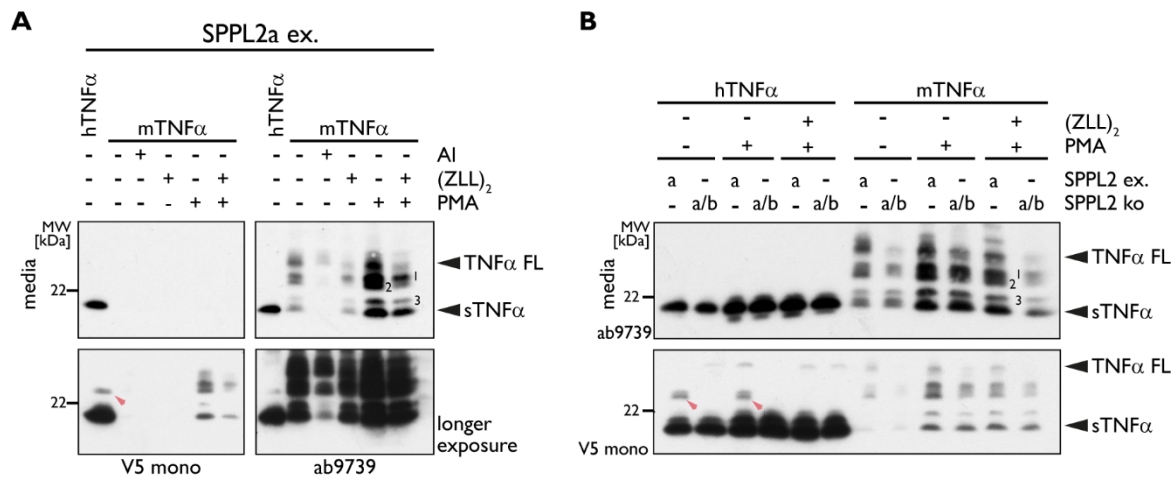 A
SPPL2a ex.
hTNFα
mTNFα
hTNFα
mTNFα
- - + - - - - - + - - - AI
- - - + - + - - - + - + (ZLL)2
- - - - + + - - - - + + PMA
MW
[kDa]
media
22
TNFα FL
1
2
3
sTNFα
22
longer
exposure
V5 mono
ab9739
B
hTNFα
mTNFα
- - + - - + (ZLL)2
- + + - + + PMA
a - a - a - a - a - a - SPPL2 ex.
- a/b - a/b - a/b - a/b - a/b - a/b SPPL2 ko
MW
[kDa]
media
22
ab9739
TNFα FL
1
2
3
sTNFα
22
V5 mono
TNFα FL
sTNFα